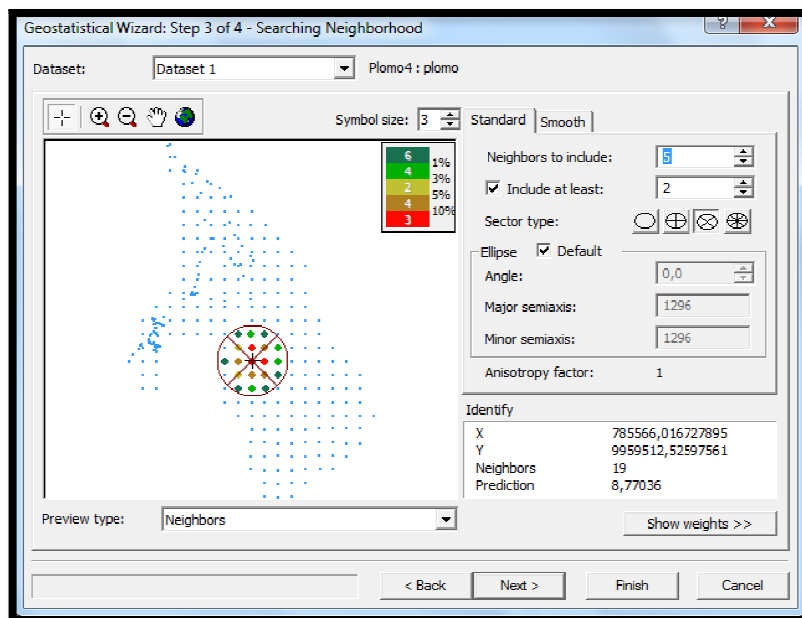 Geostatistical Wizard: Step 3 of 4 - Searching Neighborhood
Dataset: Dataset 1 Plomo4 : plomo
Symbol size: 3
Standard Smooth
6
4
2
4
3
1%
3%
5%
10%
Neighbors to include: 5
Include at least: 2
Sector type:
Ellipse Default
Angle: 0,0
Major semiaxis: 1296
Minor semiaxis: 1296
Anisotropy factor: 1
Identify
X 785566,016727895
Y 9959512,52597561
Neighbors 19
Prediction 8,77036
Preview type: Neighbors
Show weights >>
< Back Next > Finish Cancel